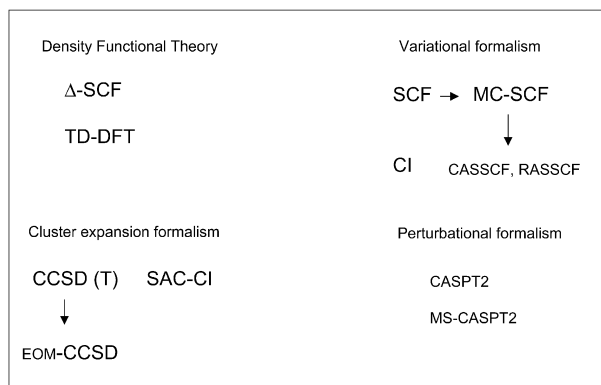 Density Functional Theory
Δ-SCF
TD-DFT
Variational formalism
SCF → MC-SCF
CI
CASSCF, RASSCF
Cluster expansion formalism
CCSD (T) SAC-CI
EOM-CCSD
Perturbational formalism
CASPT2
MS-CASPT2